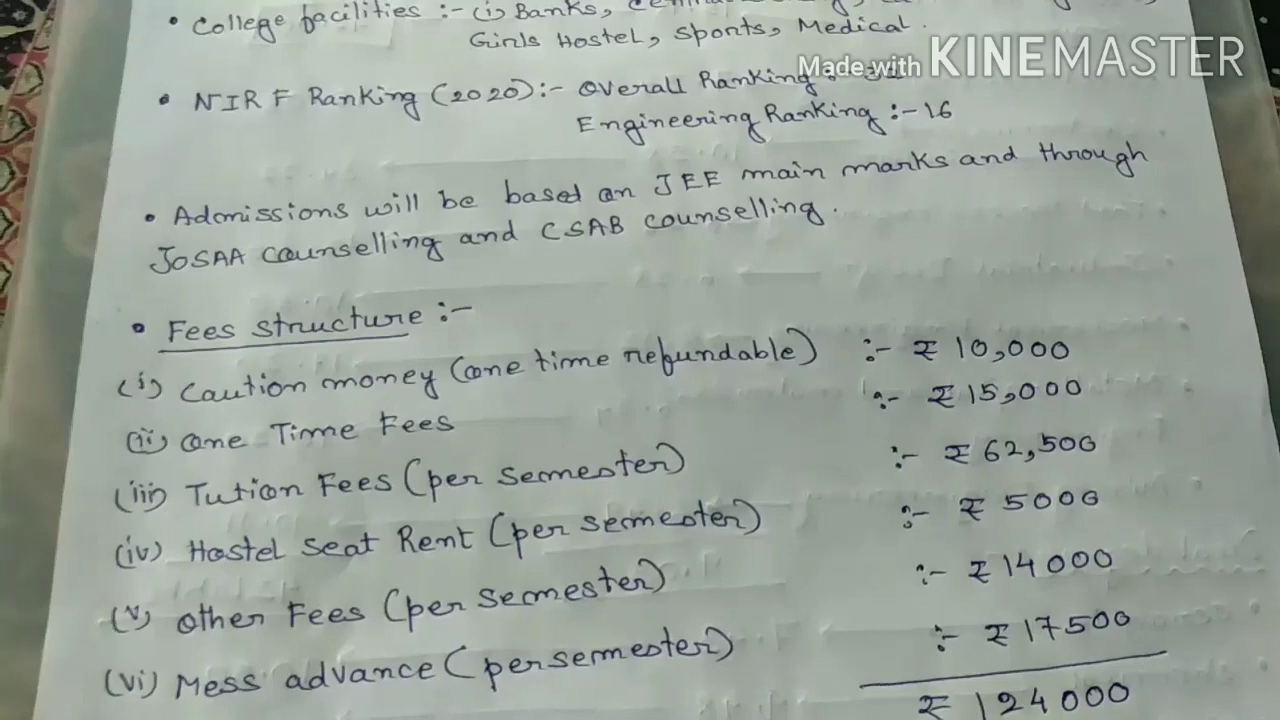 • College facilities :- (i) Banks,
Girls Hostel, Sports, Medical.
Made with KINEMASTER
• NIRF Ranking (2020):- Overall Ranking :-
Engineering Ranking :- 16
• Admissions will be based on JEE main marks and through
JOSAA counselling and CSAB counselling.
• Fees structure :-
(i) Caution money (one time refundable) :- ₹ 10,000
(ii) One Time Fees :- ₹ 15,000
(iii) Tution Fees (per semester) :- ₹ 62,500
(iv) Hostel Seat Rent (per semester) :- ₹ 5000
(v) Other Fees (per semester) :- ₹ 14000
(vi) Mess advance (per semester) :- ₹ 17500
₹ 124000